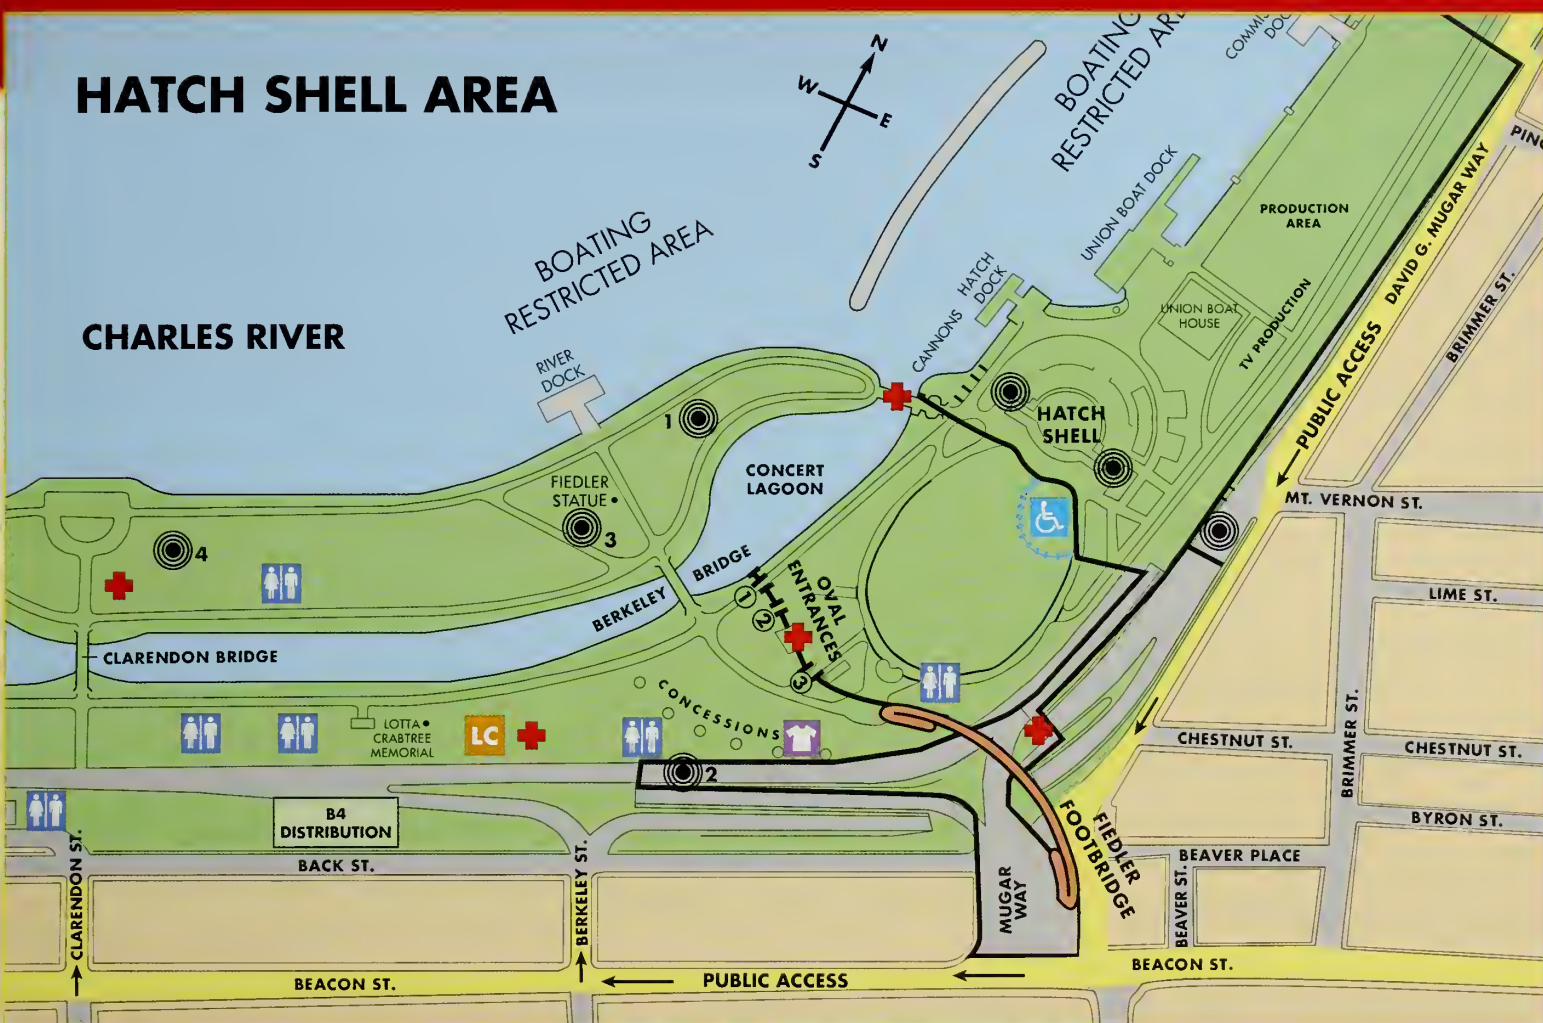 HATCH SHELL AREA
N
W
E
S
BOATING
RESTRICTED
UNION BOAT DOCK
PRODUCTION
AREA
DAVID G. MUGAR WAY
BOATING
RESTRICTED AREA
CHARLES RIVER
RIVER
DOCK
CANNONS
HATCH
DOCK
UNION BOAT
HOUSE
TV PRODUCTION
PUBLIC ACCESS
BRIMMER ST.
1
HATCH
SHELL
CONCERT
LAGOON
FIEDLER
STATUE
3
4
MT. VERNON ST.
BERKELEY
BRIDGE
1
2
3
OVAL
ENTRANCES
LIME ST.
CLARENDON BRIDGE
CONCESSIONS
LOTTA
CRABTREE
MEMORIAL
LC
2
CHESTNUT ST.
CHESTNUT ST.
BRIMMER ST.
B4
DISTRIBUTION
BYRON ST.
FIEDLER
FOOTBRIDGE
BEAVER PLACE
BEAVER ST.
BACK ST.
CLARENDON ST.
BERKELEY ST.
MUGAR
WAY
BEACON ST.
PUBLIC ACCESS
BEACON ST.